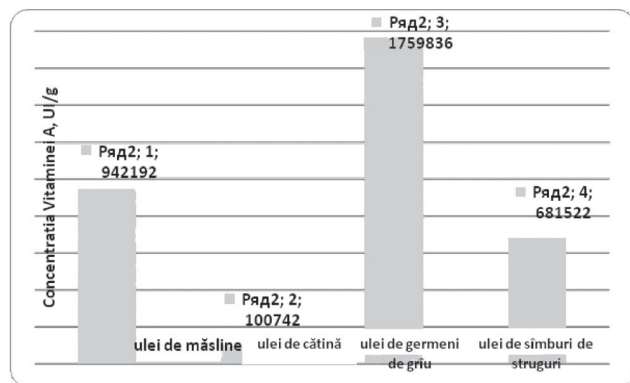 Concentratia Vitaminei A, UI/g
Ряд2; 3;
1759836
Ряд2; 1;
942192
Ряд2; 4;
681522
Ряд2; 2;
100742
ulei de măsline
ulei de cătină
ulei de germeni
de grîu
ulei de sîmburi de
struguri